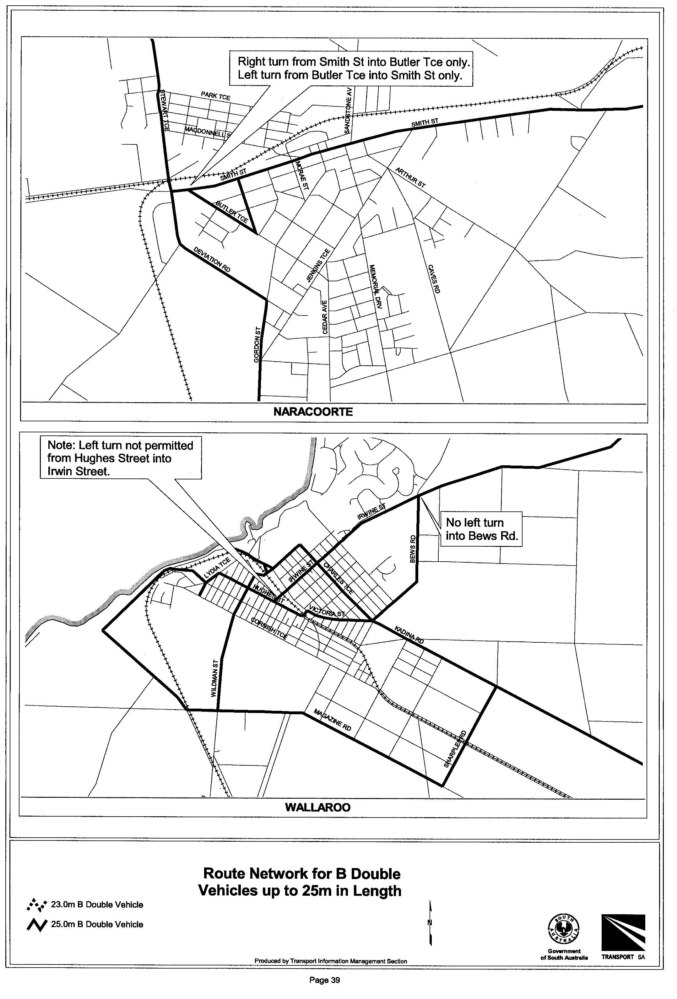 Right turn from Smith St into Butler Tce only.
Left turn from Butler Tce into Smith St only.
PARK TCE
STEWART TCE
SANDSTONE AV
MACDONNELL S
SMITH ST
SMITH ST
MCRAE ST
ARTHUR ST
BUTLER TCE
DEVIATION RD
JENKINS TCE
MEMORIAL DRV
CAVES RD
CEDAR AVE
GORDON ST
NARACOORTE
Note: Left turn not permitted
from Hughes Street into
Irwin Street.
IRWINE ST
No left turn
into Bews Rd.
BEWS RD
LYDIA TCE
IRWINE ST
CHARLES TCE
HUGHES ST
VICTORIA ST
CORNISH TCE
KADINA RD
WILDMAN ST
MAGAZINE RD
SHARPLES RD
WALLAROO
Route Network for B Double
Vehicles up to 25m in Length
23.0m B Double Vehicle
25.0m B Double Vehicle
N
SOUTH
AUSTRALIA
Government
of South Australia
TRANSPORT SA
Produced by Transport Information Management Section
Page 39